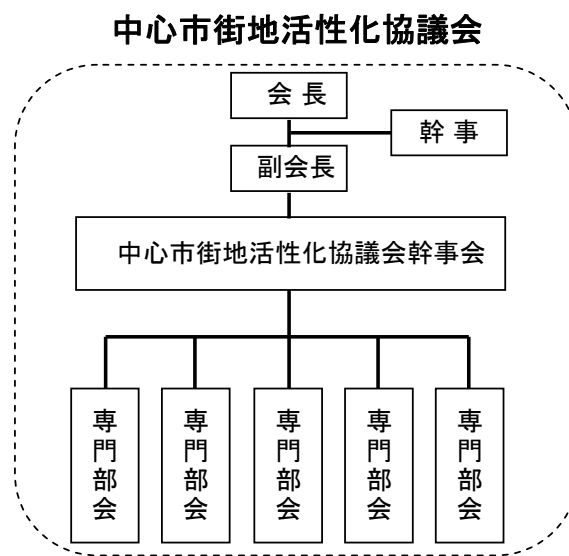 中心市街地活性化協議会
会 長
幹 事
副会長
中心市街地活性化協議会幹事会
専門部会
専門部会
専門部会
専門部会
専門部会